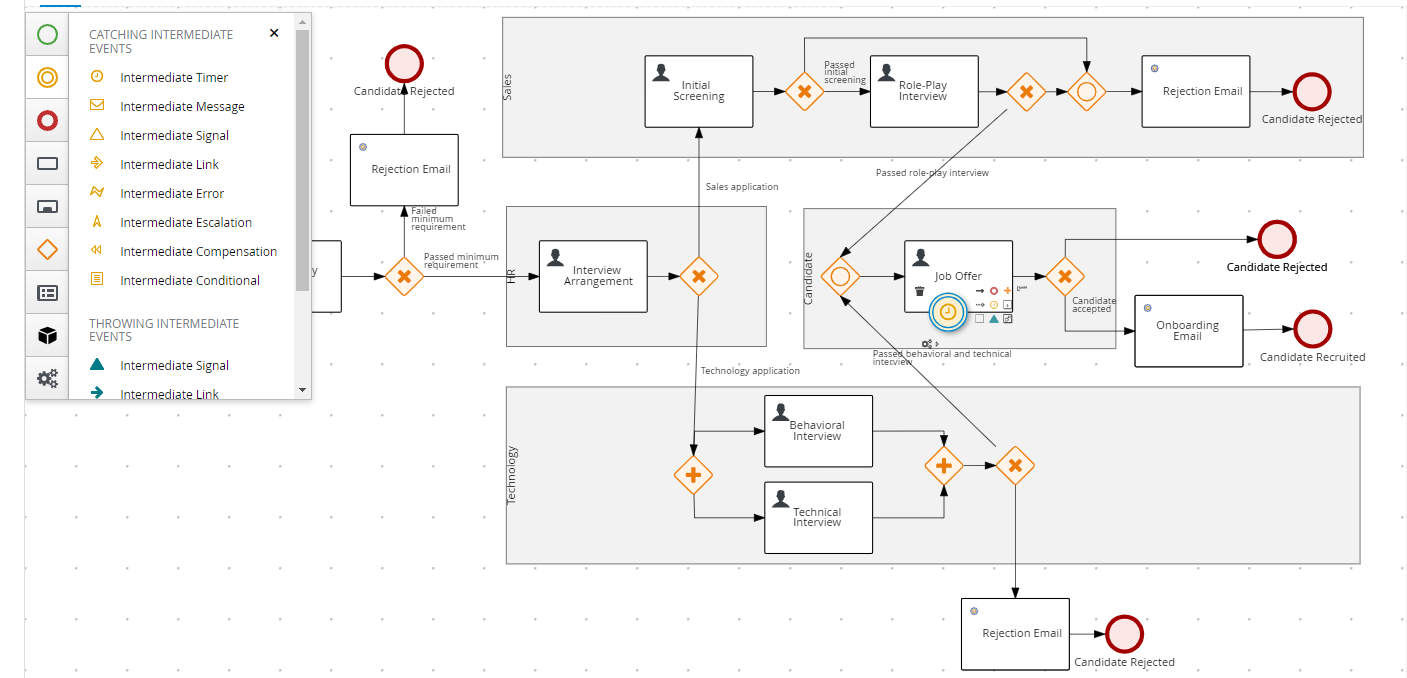 CATCHING INTERMEDIATE
EVENTS
Intermediate Timer
Intermediate Message
Intermediate Signal
Intermediate Link
Intermediate Error
Intermediate Escalation
Intermediate Compensation
Intermediate Conditional
THROWING INTERMEDIATE
EVENTS
Intermediate Signal
Intermediate Link
Candidate Rejected
Rejection Email
Failed
minimum
requirement
y
Passed minimum
requirement
HR
Interview
Arrangement
Sales application
Technology application
Sales
Initial
Screening
Passed
initial
screening
Role-Play
Interview
Rejection Email
Candidate Rejected
Passed role-play interview
Candidate
Job Offer
Candidate
accepted
Candidate Rejected
Onboarding
Email
Candidate Recruited
Passed behavioral and technical
interview
Technology
Behavioral
Interview
Technical
Interview
Rejection Email
Candidate Rejected